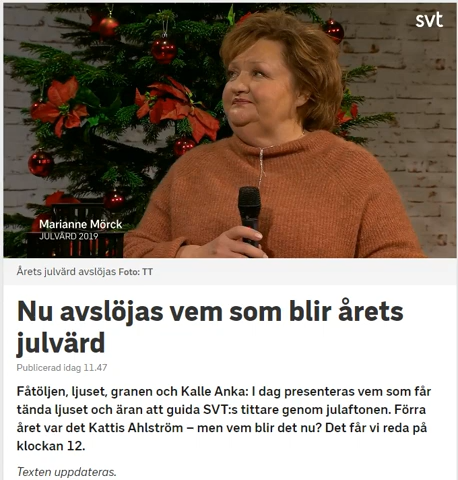 svt
Marianne Mörck
JULVÄRD 2019
Årets julvärd avslöjas Foto: TT
Nu avslöjas vem som blir årets
julvärd
Publicerad idag 11.47
Fåtöljen, ljuset, granen och Kalle Anka: I dag presenteras vem som får
tända ljuset och äran att guida SVT:s tittare genom julaftonen. Förra
året var det Kattis Ahlström – men vem blir det nu? Det får vi reda på
klockan 12.
Texten uppdateras.